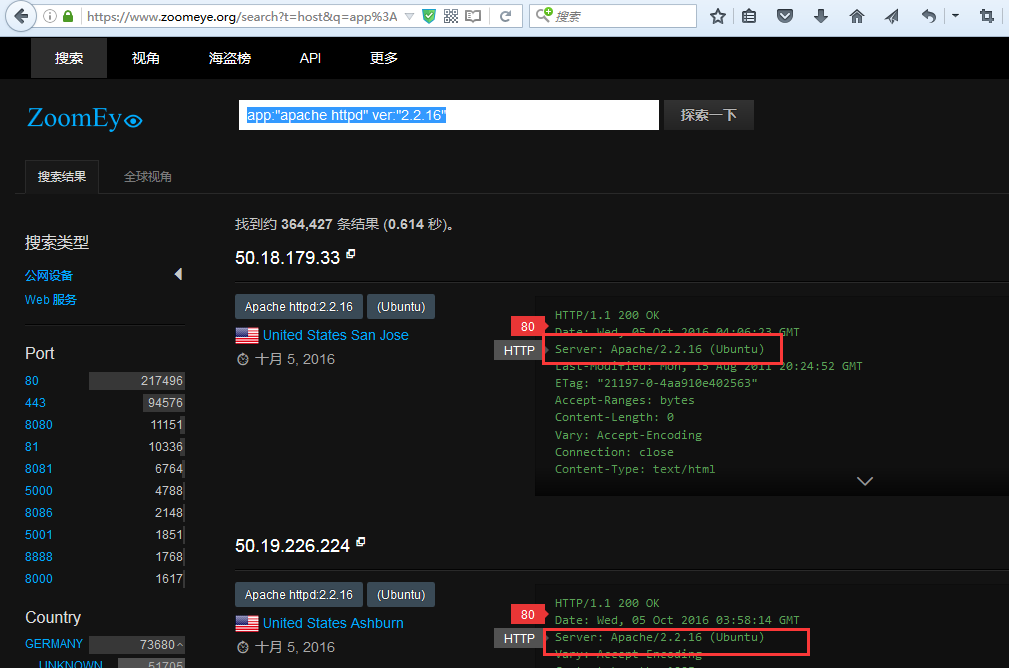 https://www.zoomeye.org/search?t=host&q=app%3A
搜索
搜索 视角 海盗榜 API 更多
ZoomEye
app:"apache httpd" ver:"2.2.16" 探索一下
搜索结果 全球视角
找到约 364,427 条结果 (0.614 秒)。
搜索类型
公网设备
Web 服务
Port
80 217496
443 94576
8080 11151
81 10336
8081 6764
5000 4788
8086 2148
5001 1851
8888 1768
8000 1617
Country
GERMANY 73680
UNKNOWN 51705
50.18.179.33
Apache httpd:2.2.16 (Ubuntu)
United States San Jose
十月 5, 2016
80
HTTP
HTTP/1.1 200 OK
Date: Wed, 05 Oct 2016 04:06:23 GMT
Server: Apache/2.2.16 (Ubuntu)
Last-Modified: Mon, 15 Aug 2011 20:24:52 GMT
ETag: "21197-0-4aa910e402563"
Accept-Ranges: bytes
Content-Length: 0
Vary: Accept-Encoding
Connection: close
Content-Type: text/html
50.19.226.224
Apache httpd:2.2.16 (Ubuntu)
United States Ashburn
十月 5, 2016
80
HTTP
HTTP/1.1 200 OK
Date: Wed, 05 Oct 2016 03:58:14 GMT
Server: Apache/2.2.16 (Ubuntu)
Vary: Accept-Encoding